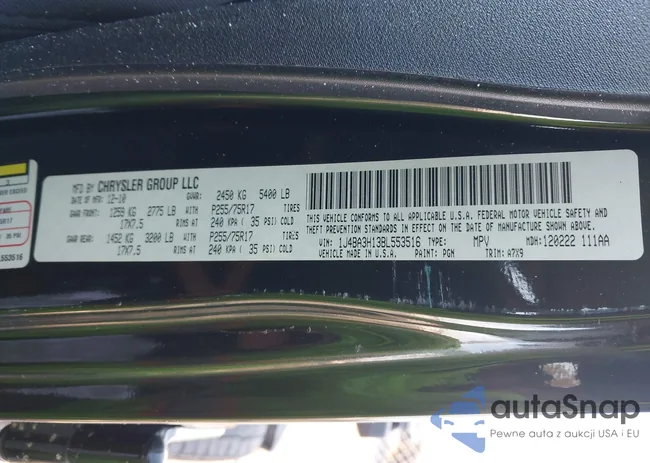 MFD BY CHRYSLER GROUP LLC
DATE OF MFR 12-10 GVWR: 2450 KG 5400 LB
GAWR FRONT: 1259 KG 2775 LB WITH P255/75R17 TIRES
17X7.5 RIMS AT 240 KPA ( 35 PSI) COLD
GAWR REAR: 1452 KG 3200 LB WITH P255/75R17 TIRES
17X7.5 RIMS AT 240 KPA ( 35 PSI) COLD
THIS VEHICLE CONFORMS TO ALL APPLICABLE U.S.A. FEDERAL MOTOR VEHICLE SAFETY AND
THEFT PREVENTION STANDARDS IN EFFECT ON THE DATE OF MANUFACTURE SHOWN ABOVE.
VIN: 1J4BA3H13BL553516 TYPE: MPV MDH: 120222 111AA
VEHICLE MADE IN U.S.A. PAINT: PGN TRIM: A7X9
553516
autaSnap
Pewne auta z aukcji USA i EU